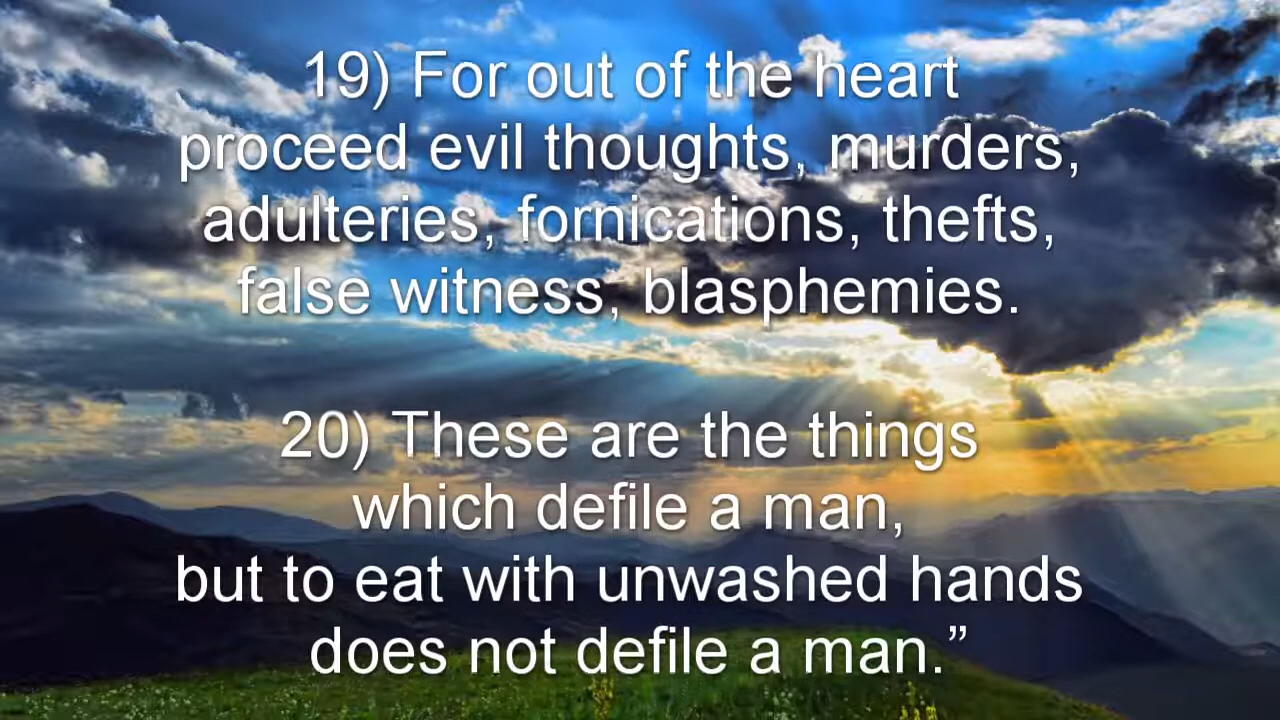 19) For out of the heart
proceed evil thoughts, murders,
adulteries, fornications, thefts,
false witness, blasphemies.
20) These are the things
which defile a man,
but to eat with unwashed hands
does not defile a man.”